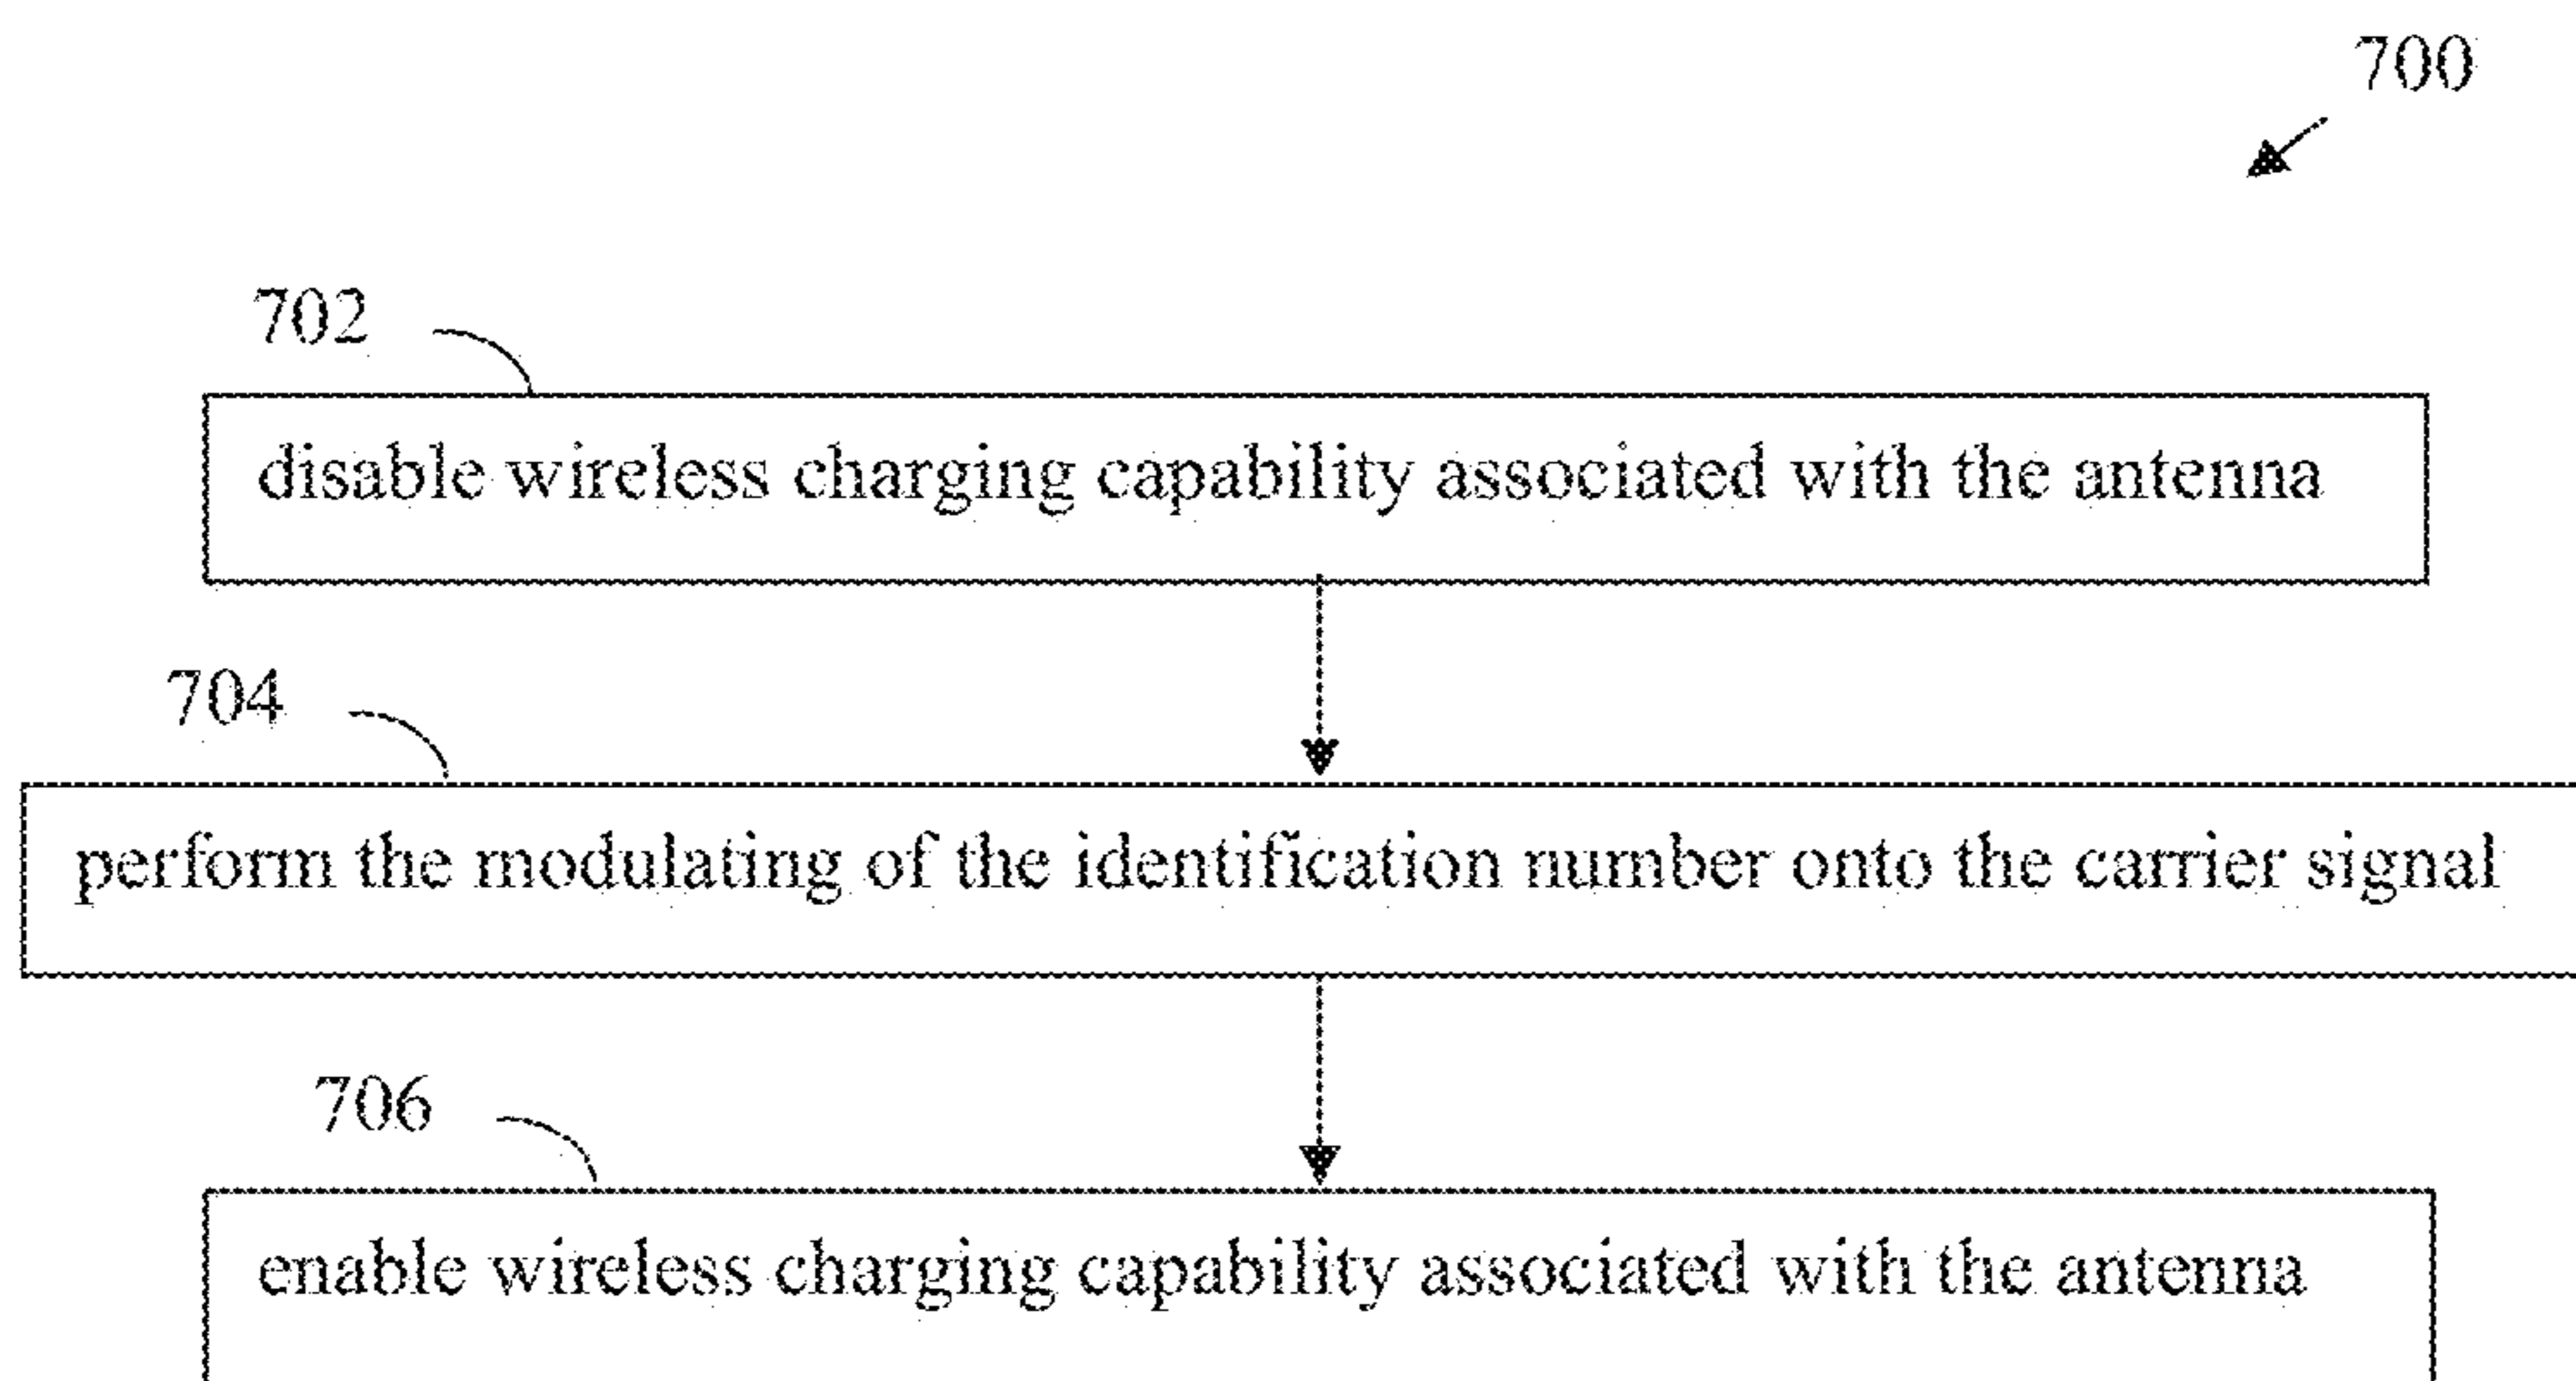 700
702
disable wireless charging capability associated with the antenna
704
perform the modulating of the identification number onto the carrier signal
706
enable wireless charging capability associated with the antenna